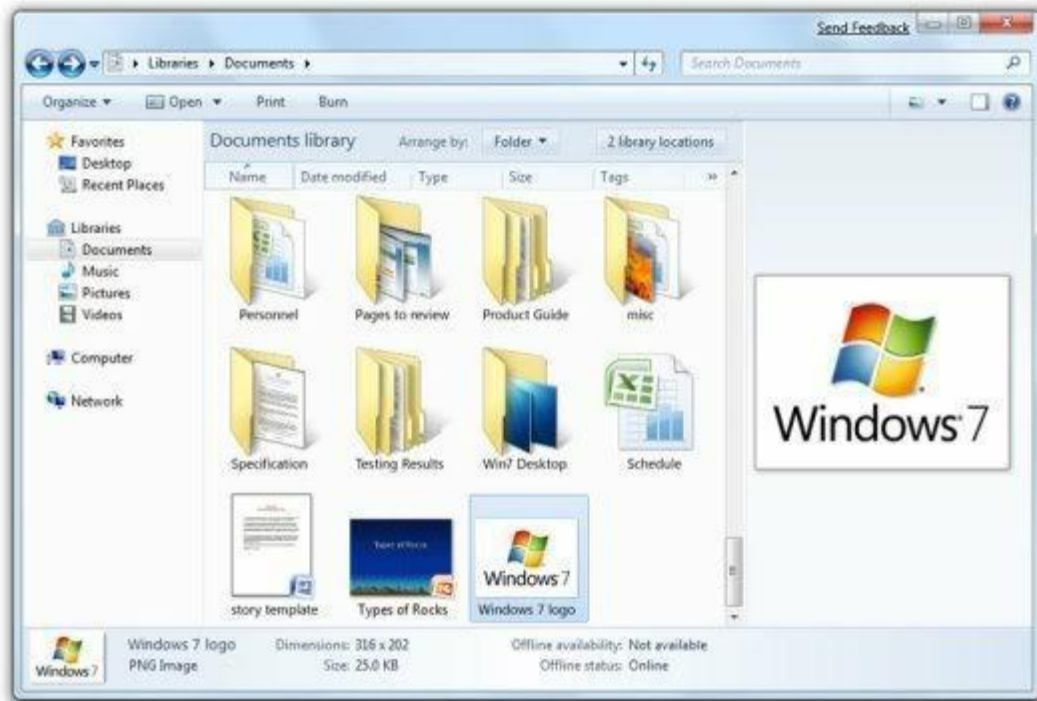 Send Feedback
Libraries Documents
Search Documents
Organize Open Print Burn
Favorites
Desktop
Recent Places
Libraries
Documents
Music
Pictures
Videos
Computer
Network
Documents library Arrange by: Folder 2 library locations
Name Date modified Type Size Tags »
Personnel Pages to review Product Guide misc
Specification Testing Results Win7 Desktop Schedule
Types of Rocks
Windows 7
story template Types of Rocks Windows 7 logo
Windows 7
Windows 7
Windows 7 logo Dimensions: 316 x 202 Offline availability: Not available
PNG Image Size: 25.0 KB Offline status: Online